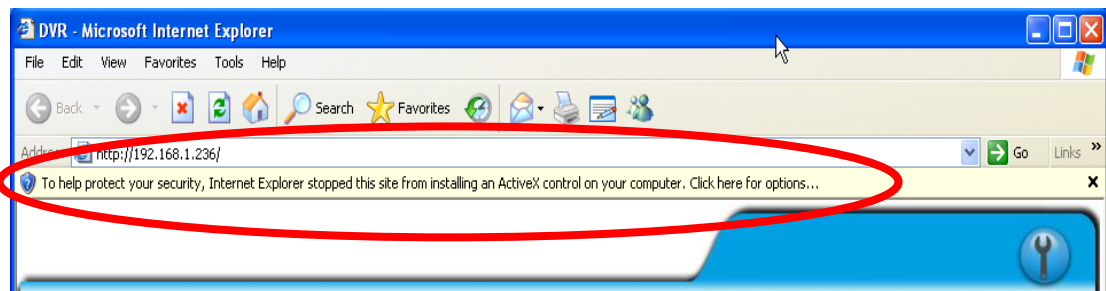 DVR - Microsoft Internet Explorer
File Edit View Favorites Tools Help
Back Search Favorites
http://192.168.1.236/ Go Links »
To help protect your security, Internet Explorer stopped this site from installing an ActiveX control on your computer. Click here for options...